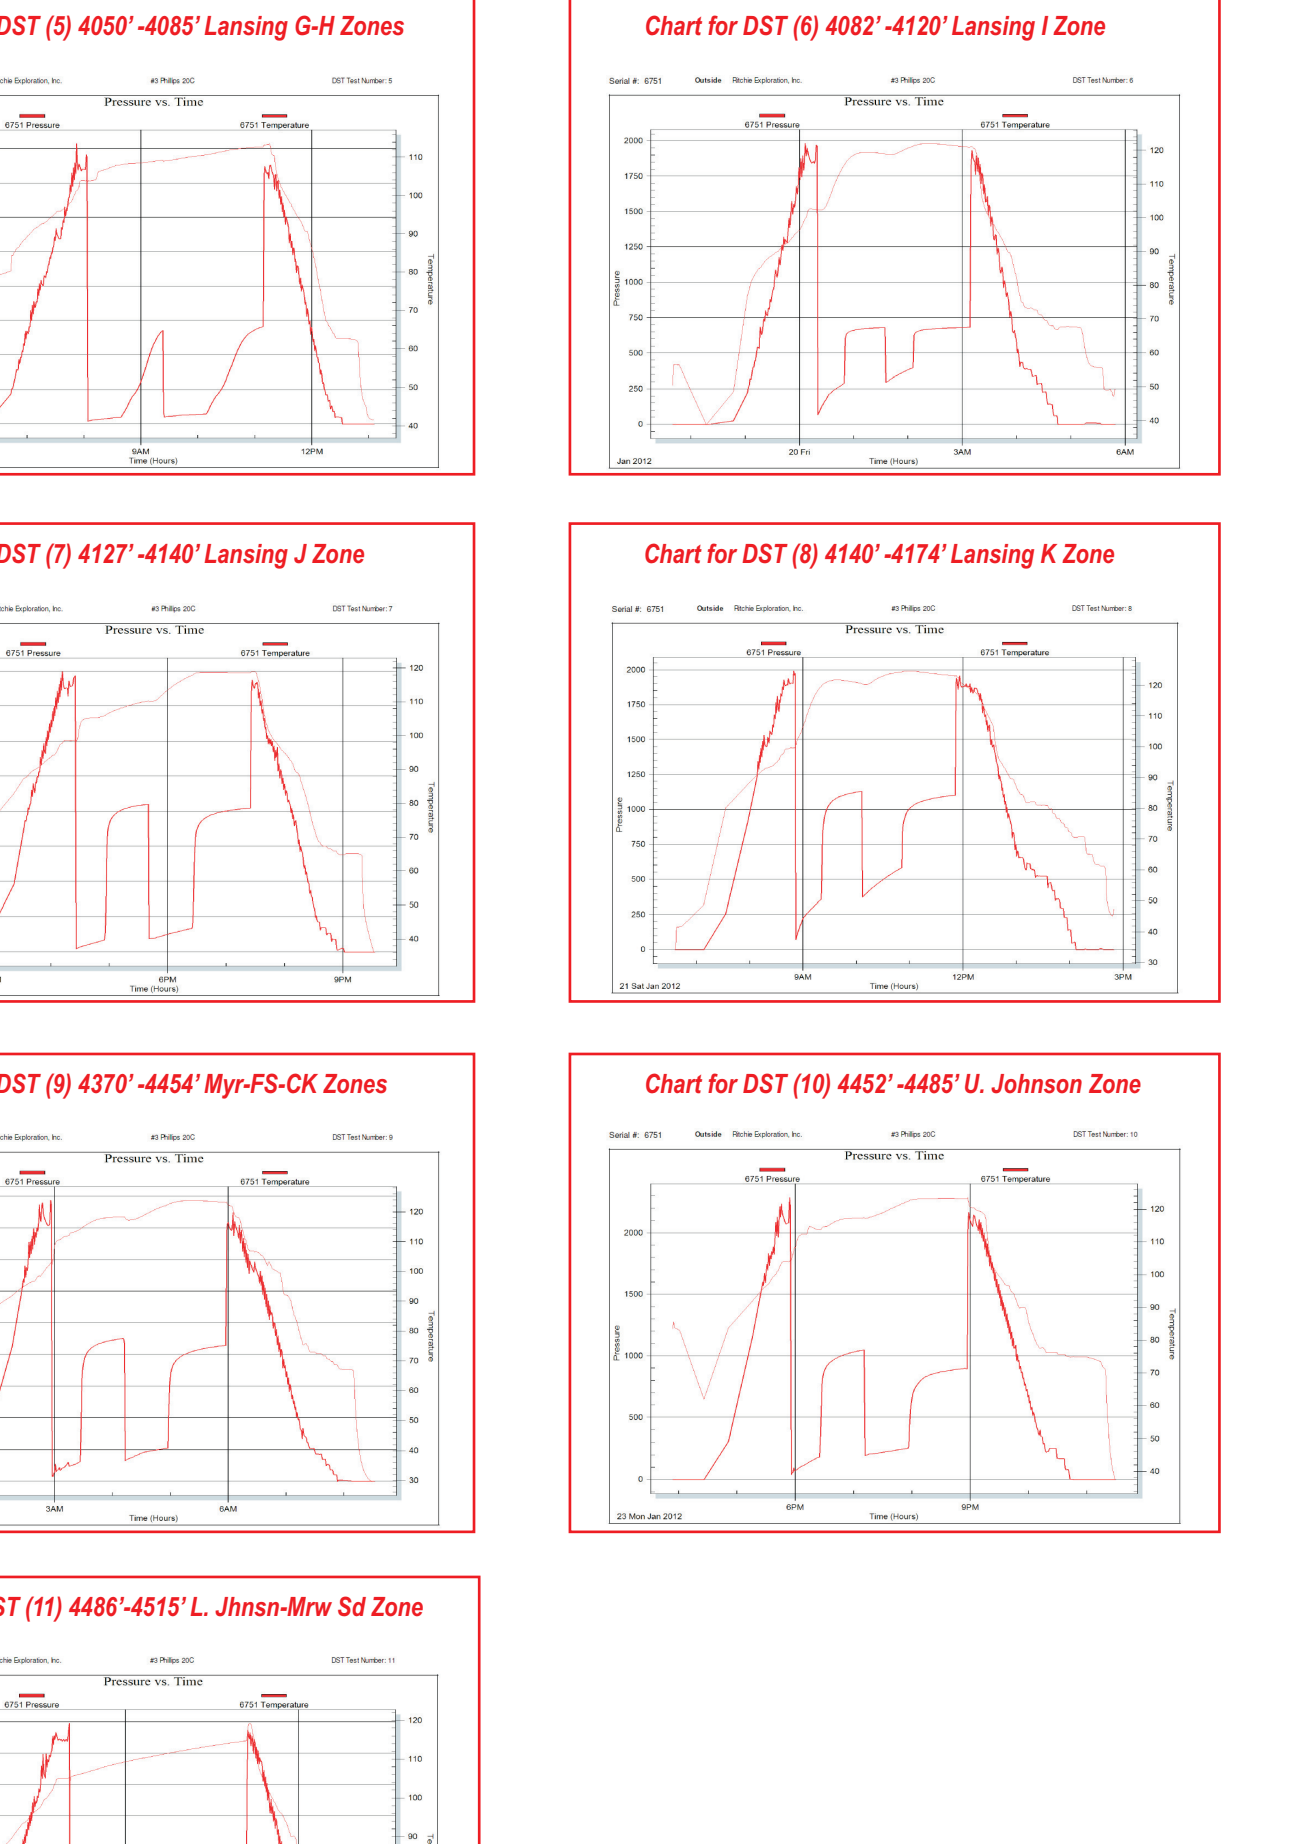 DST (5) 4050’ -4085’ Lansing G-H Zones
chie Exploration, Inc. #3 Phillips 20C DST Test Number: 5
Pressure vs. Time
6751 Pressure 6751 Temperature
110
100
90
80
70
60
50
40
Temperature
9AM 12PM
Time (Hours)
Chart for DST (6) 4082’ -4120’ Lansing I Zone
Serial #: 6751 Outside Ritchie Exploration, Inc. #3 Phillips 20C DST Test Number: 6
Pressure vs. Time
6751 Pressure 6751 Temperature
2000
1750
1500
1250
1000
750
500
250
0
Pressure
120
110
100
90
80
70
60
50
40
Temperature
20 Fri 3AM 6AM
Jan 2012 Time (Hours)
DST (7) 4127’ -4140’ Lansing J Zone
tchie Exploration, Inc. #3 Phillips 20C DST Test Number: 7
Pressure vs. Time
6751 Pressure 6751 Temperature
120
110
100
90
80
70
60
50
40
Temperature
6PM 9PM
Time (Hours)
Chart for DST (8) 4140’ -4174’ Lansing K Zone
Serial #: 6751 Outside Ritchie Exploration, Inc. #3 Phillips 20C DST Test Number: 8
Pressure vs. Time
6751 Pressure 6751 Temperature
2000
1750
1500
1250
1000
750
500
250
0
Pressure
120
110
100
90
80
70
60
50
40
30
Temperature
9AM 12PM 3PM
21 Sat Jan 2012 Time (Hours)
DST (9) 4370’ -4454’ Myr-FS-CK Zones
tchie Exploration, Inc. #3 Phillips 20C DST Test Number: 9
Pressure vs. Time
6751 Pressure 6751 Temperature
120
110
100
90
80
70
60
50
40
30
Temperature
3AM 6AM
Time (Hours)
Chart for DST (10) 4452’ -4485’ U. Johnson Zone
Serial #: 6751 Outside Ritchie Exploration, Inc. #3 Phillips 20C DST Test Number: 10
Pressure vs. Time
6751 Pressure 6751 Temperature
2000
1500
1000
500
0
Pressure
120
110
100
90
80
70
60
50
40
Temperature
6PM 9PM
23 Mon Jan 2012 Time (Hours)
ST (11) 4486’-4515’ L. Jhnsn-Mrw Sd Zone
chie Exploration, Inc. #3 Phillips 20C DST Test Number: 11
Pressure vs. Time
6751 Pressure 6751 Temperature
120
110
100
90
Te